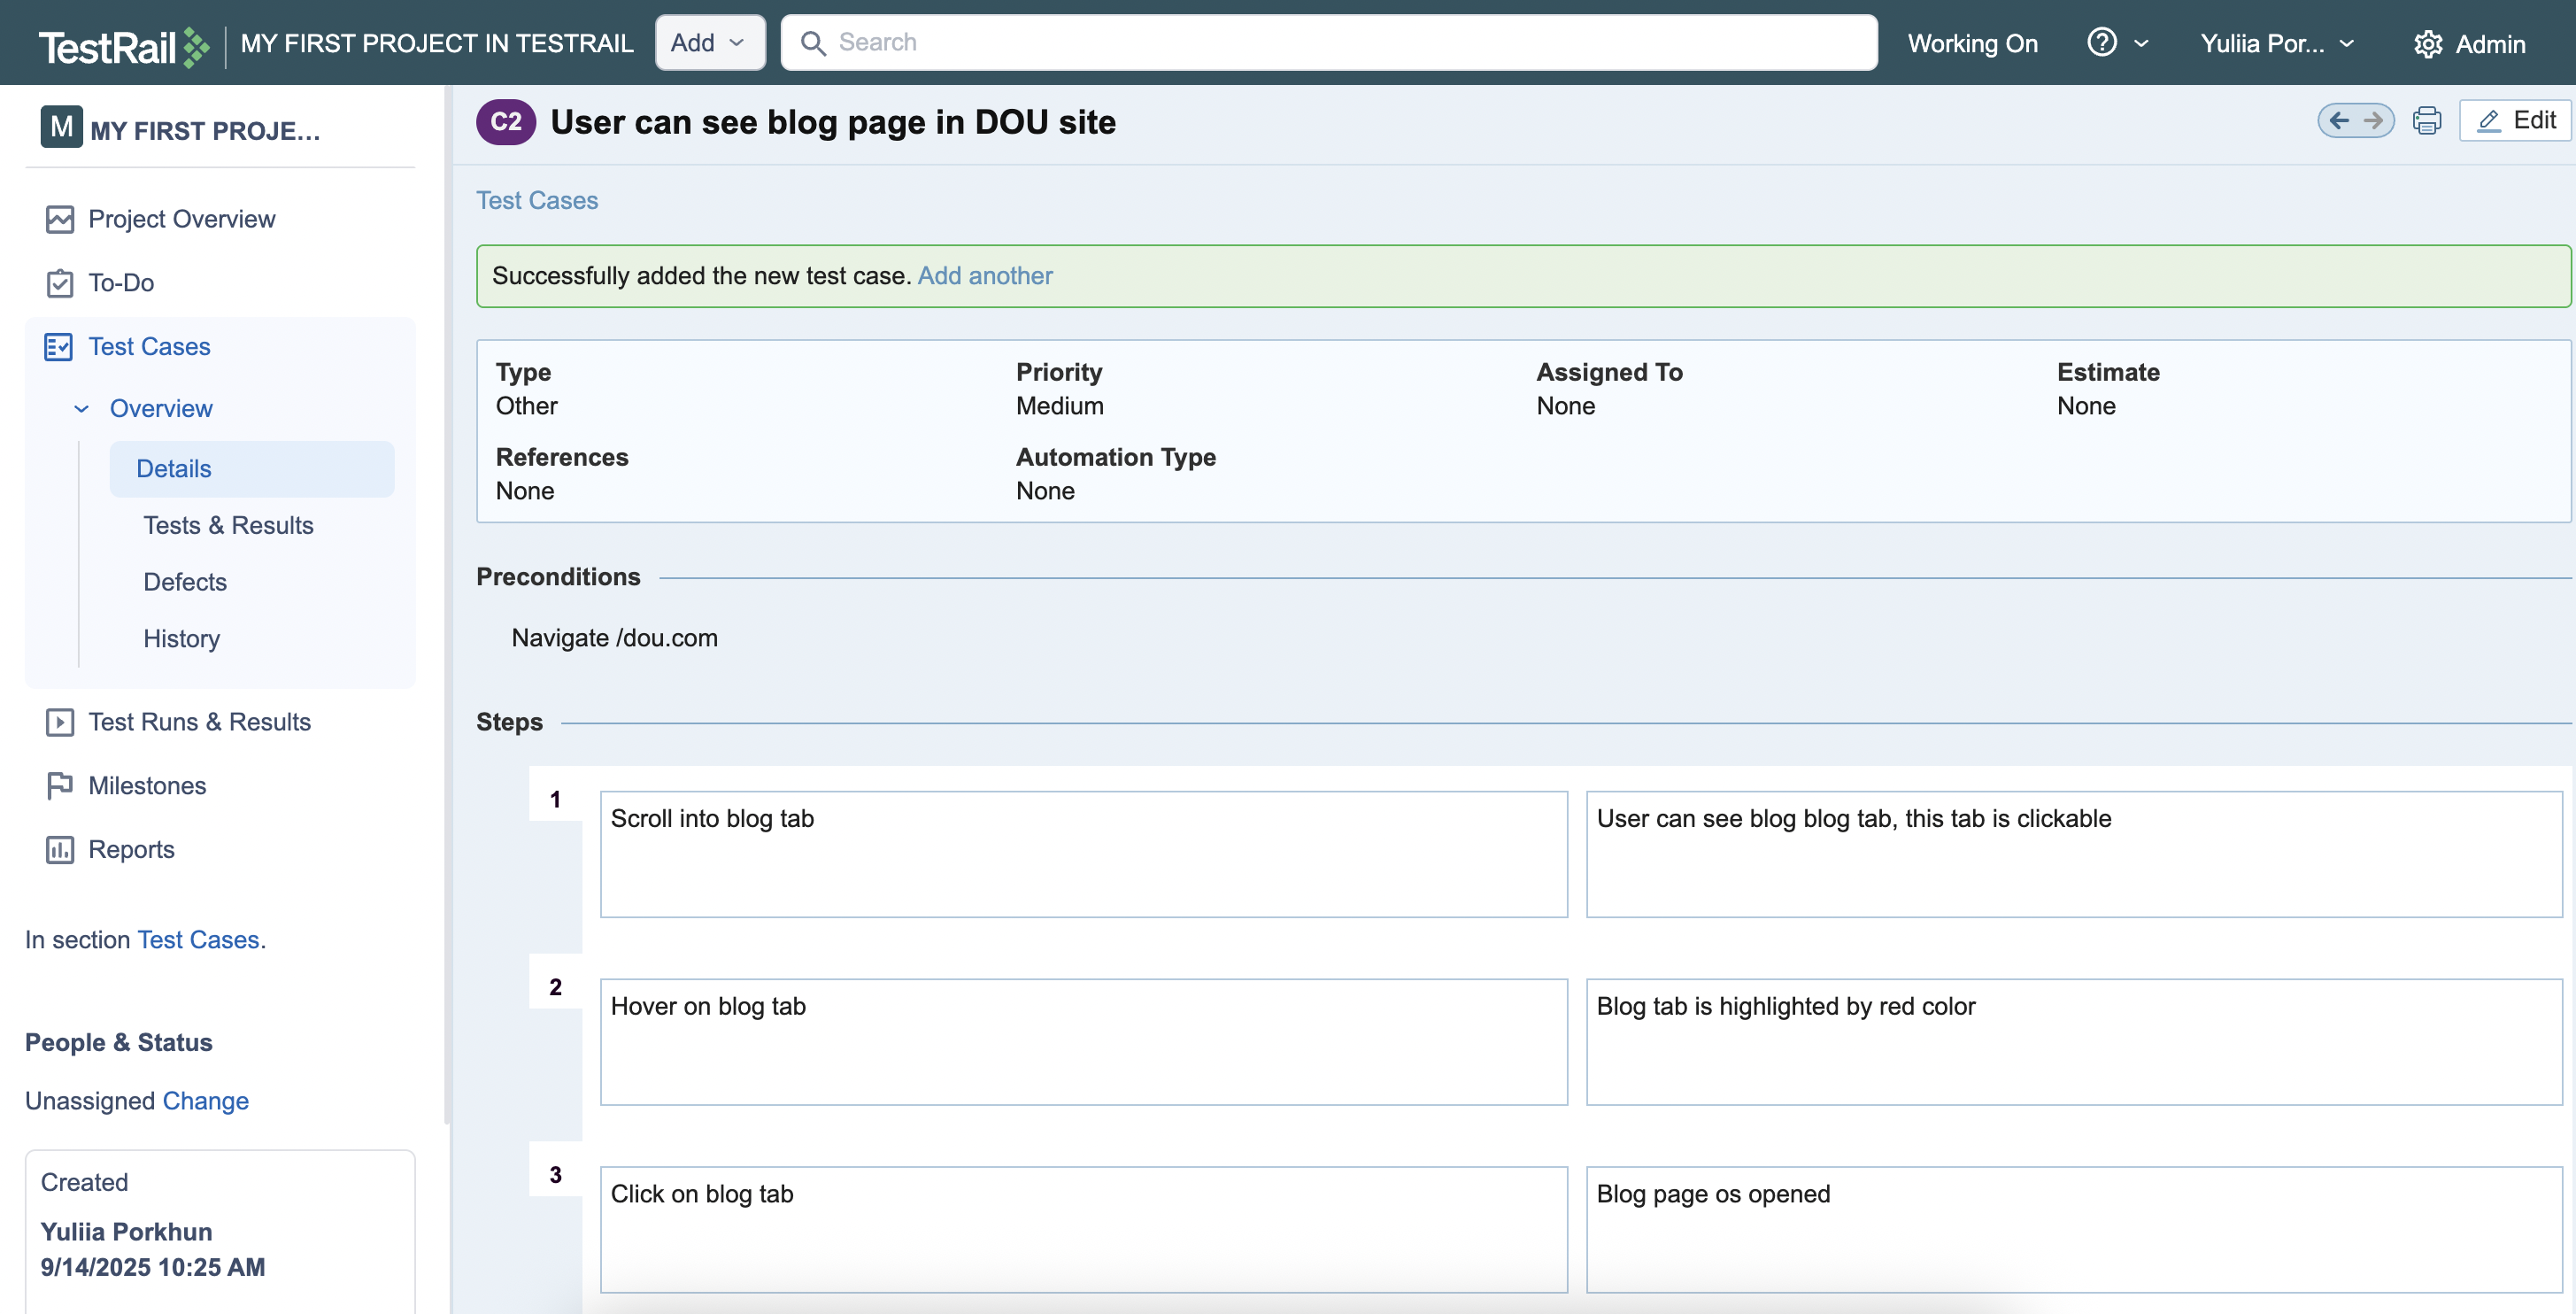 TestRail MY FIRST PROJECT IN TESTRAIL Add Search Working On Yuliia Por... Admin
M MY FIRST PROJE...
Project Overview
To-Do
Test Cases
Overview
Details
Tests & Results
Defects
History
Test Runs & Results
Milestones
Reports
In section Test Cases.
People & Status
Unassigned Change
Created
Yuliia Porkhun
9/14/2025 10:25 AM
C2 User can see blog page in DOU site Edit
Test Cases
Successfully added the new test case. Add another
Type Priority Assigned To Estimate
Other Medium None None
References Automation Type
None None
Preconditions
Navigate /dou.com
Steps
1 Scroll into blog tab User can see blog blog tab, this tab is clickable
2 Hover on blog tab Blog tab is highlighted by red color
3 Click on blog tab Blog page os opened